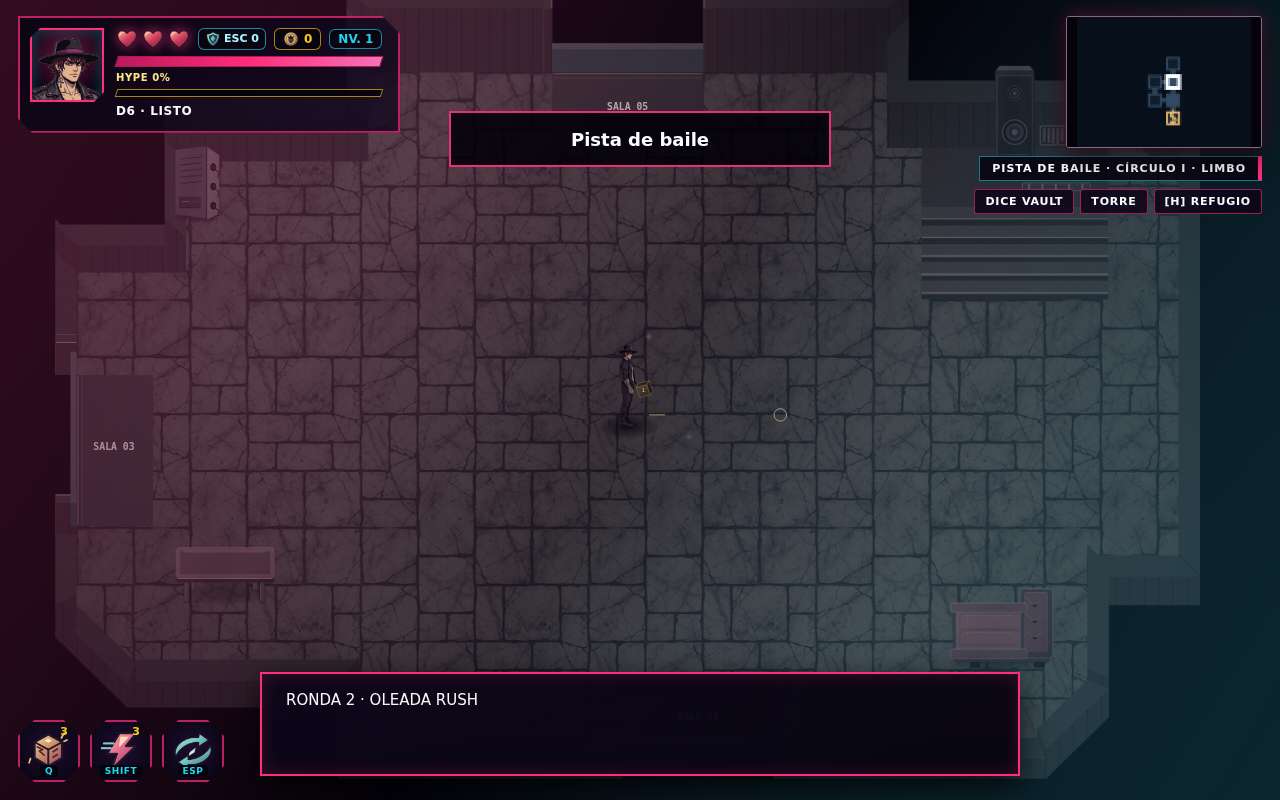 ESC 0
0
NV. 1
HYPE 0%
D6 · LISTO
SALA 05
Pista de baile
PISTA DE BAILE · CÍRCULO I · LIMBO
DICE VAULT
TORRE
[H] REFUGIO
SALA 03
RONDA 2 · OLEADA RUSH
3
Q
3
SHIFT
ESP